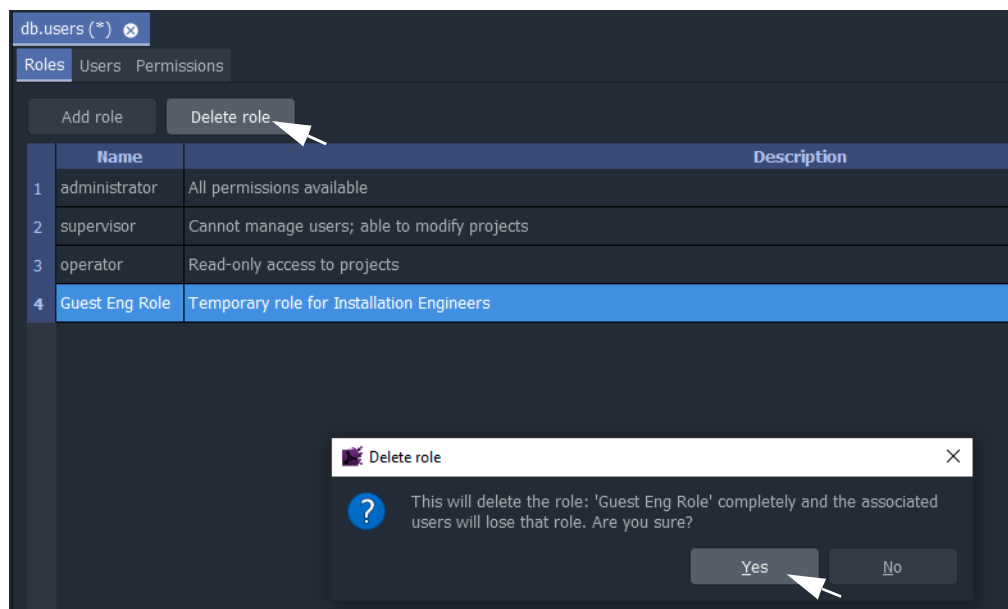 db.users (*)
Roles Users Permissions
Add role Delete role
Name Description
1 administrator All permissions available
2 supervisor Cannot manage users; able to modify projects
3 operator Read-only access to projects
4 Guest Eng Role Temporary role for Installation Engineers
Delete role
This will delete the role: 'Guest Eng Role' completely and the associated
users will lose that role. Are you sure?
Yes No